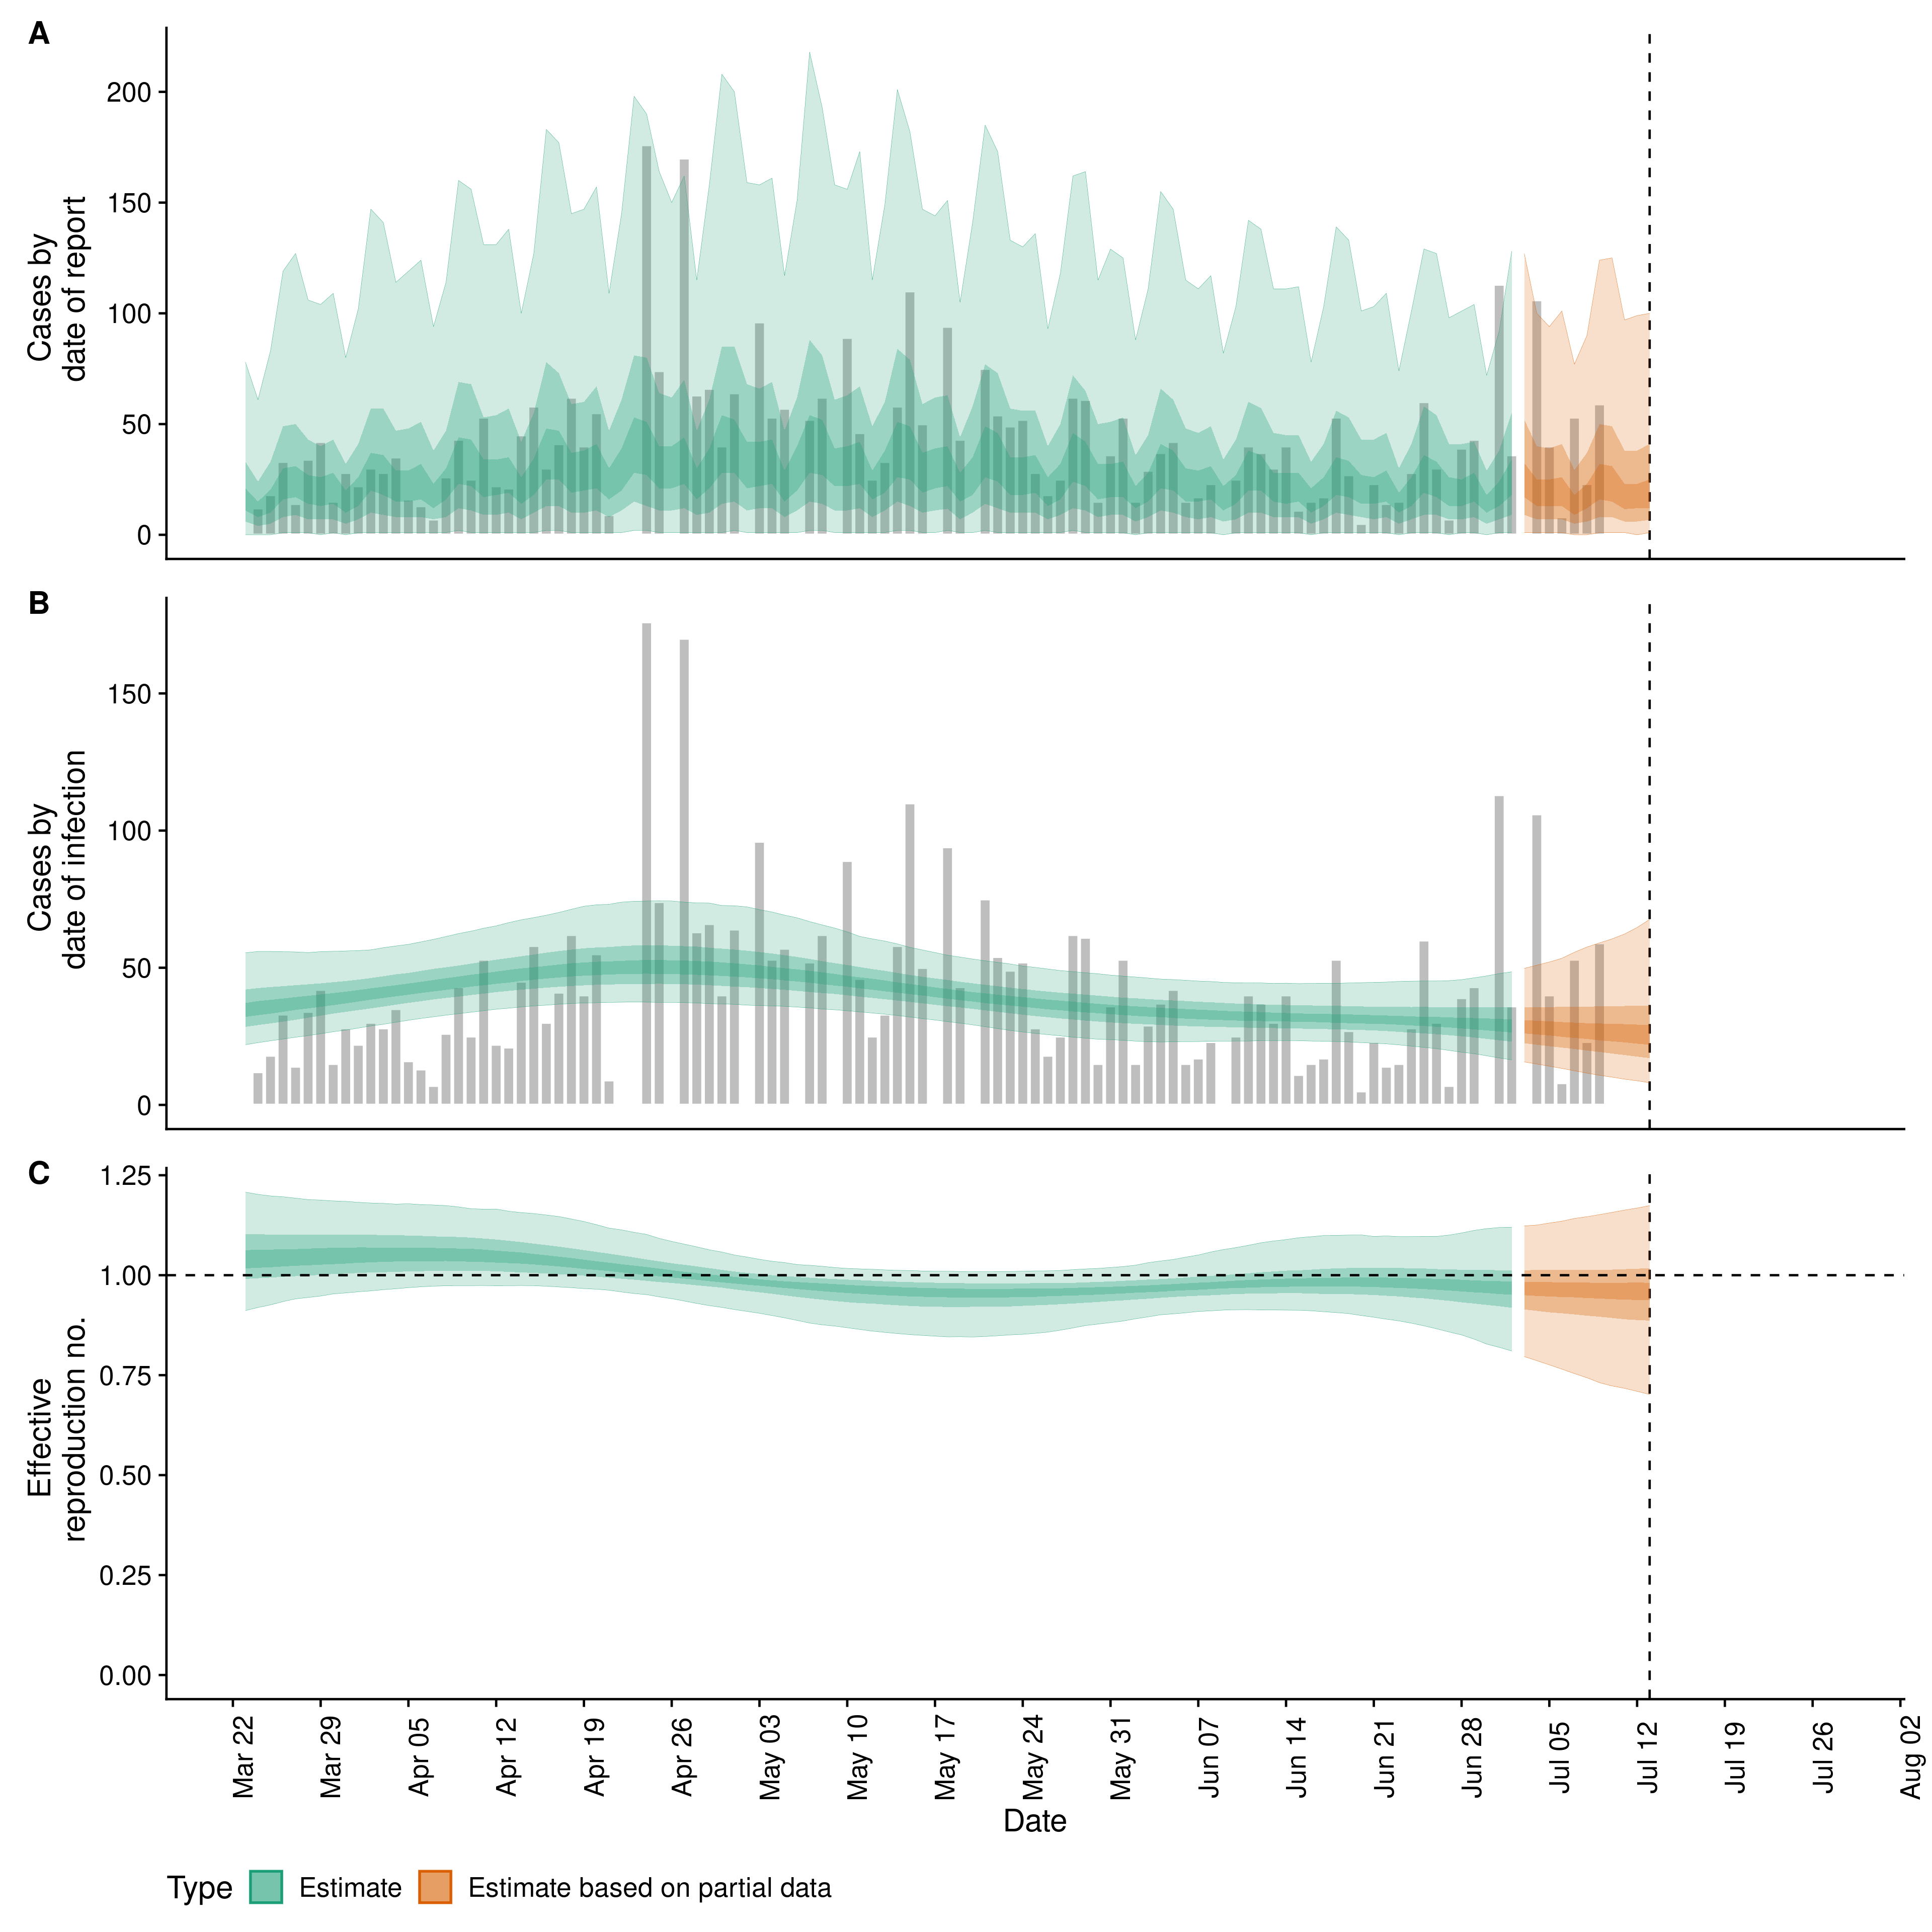 A
Cases by
date of report
200
150
100
50
0
B
Cases by
date of infection
150
100
50
0
C
Effective
reproduction no.
1.25
1.00
0.75
0.50
0.25
0.00
Mar 22
Mar 29
Apr 05
Apr 12
Apr 19
Apr 26
May 03
May 10
May 17
May 24
May 31
Jun 07
Jun 14
Jun 21
Jun 28
Jul 05
Jul 12
Jul 19
Jul 26
Aug 02
Date
Type Estimate Estimate based on partial data